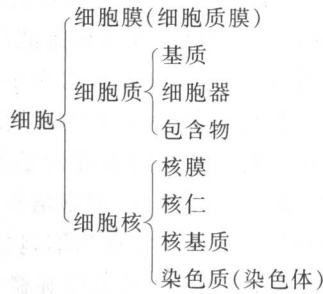 细胞膜(细胞质膜)
基质
细胞质
细胞器
细胞
包含物
核膜
核仁
细胞核
核基质
染色质(染色体)